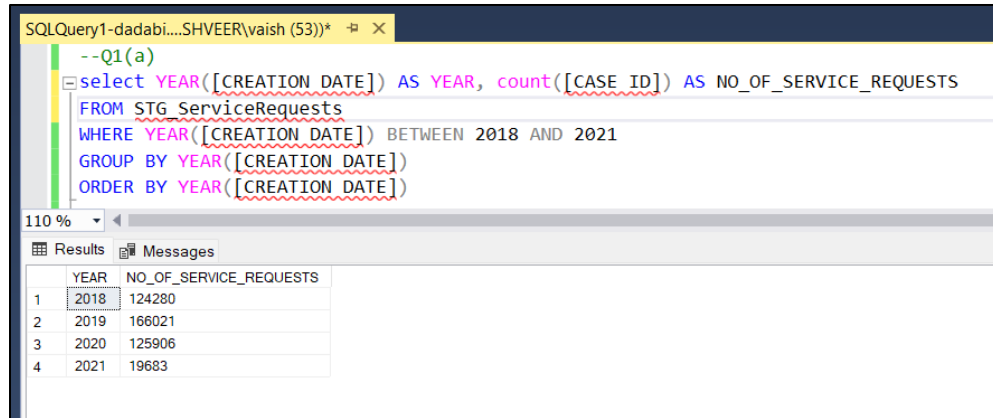 SQLQuery1-dadabi....SHVEER\vaish (53))*
--Q1(a)
select YEAR([CREATION DATE]) AS YEAR, count([CASE ID]) AS NO_OF_SERVICE_REQUESTS
FROM STG_ServiceRequests
WHERE YEAR([CREATION DATE]) BETWEEN 2018 AND 2021
GROUP BY YEAR([CREATION DATE])
ORDER BY YEAR([CREATION DATE])
110 %
Results Messages
YEAR NO_OF_SERVICE_REQUESTS
1 2018 124280
2 2019 166021
3 2020 125906
4 2021 19683